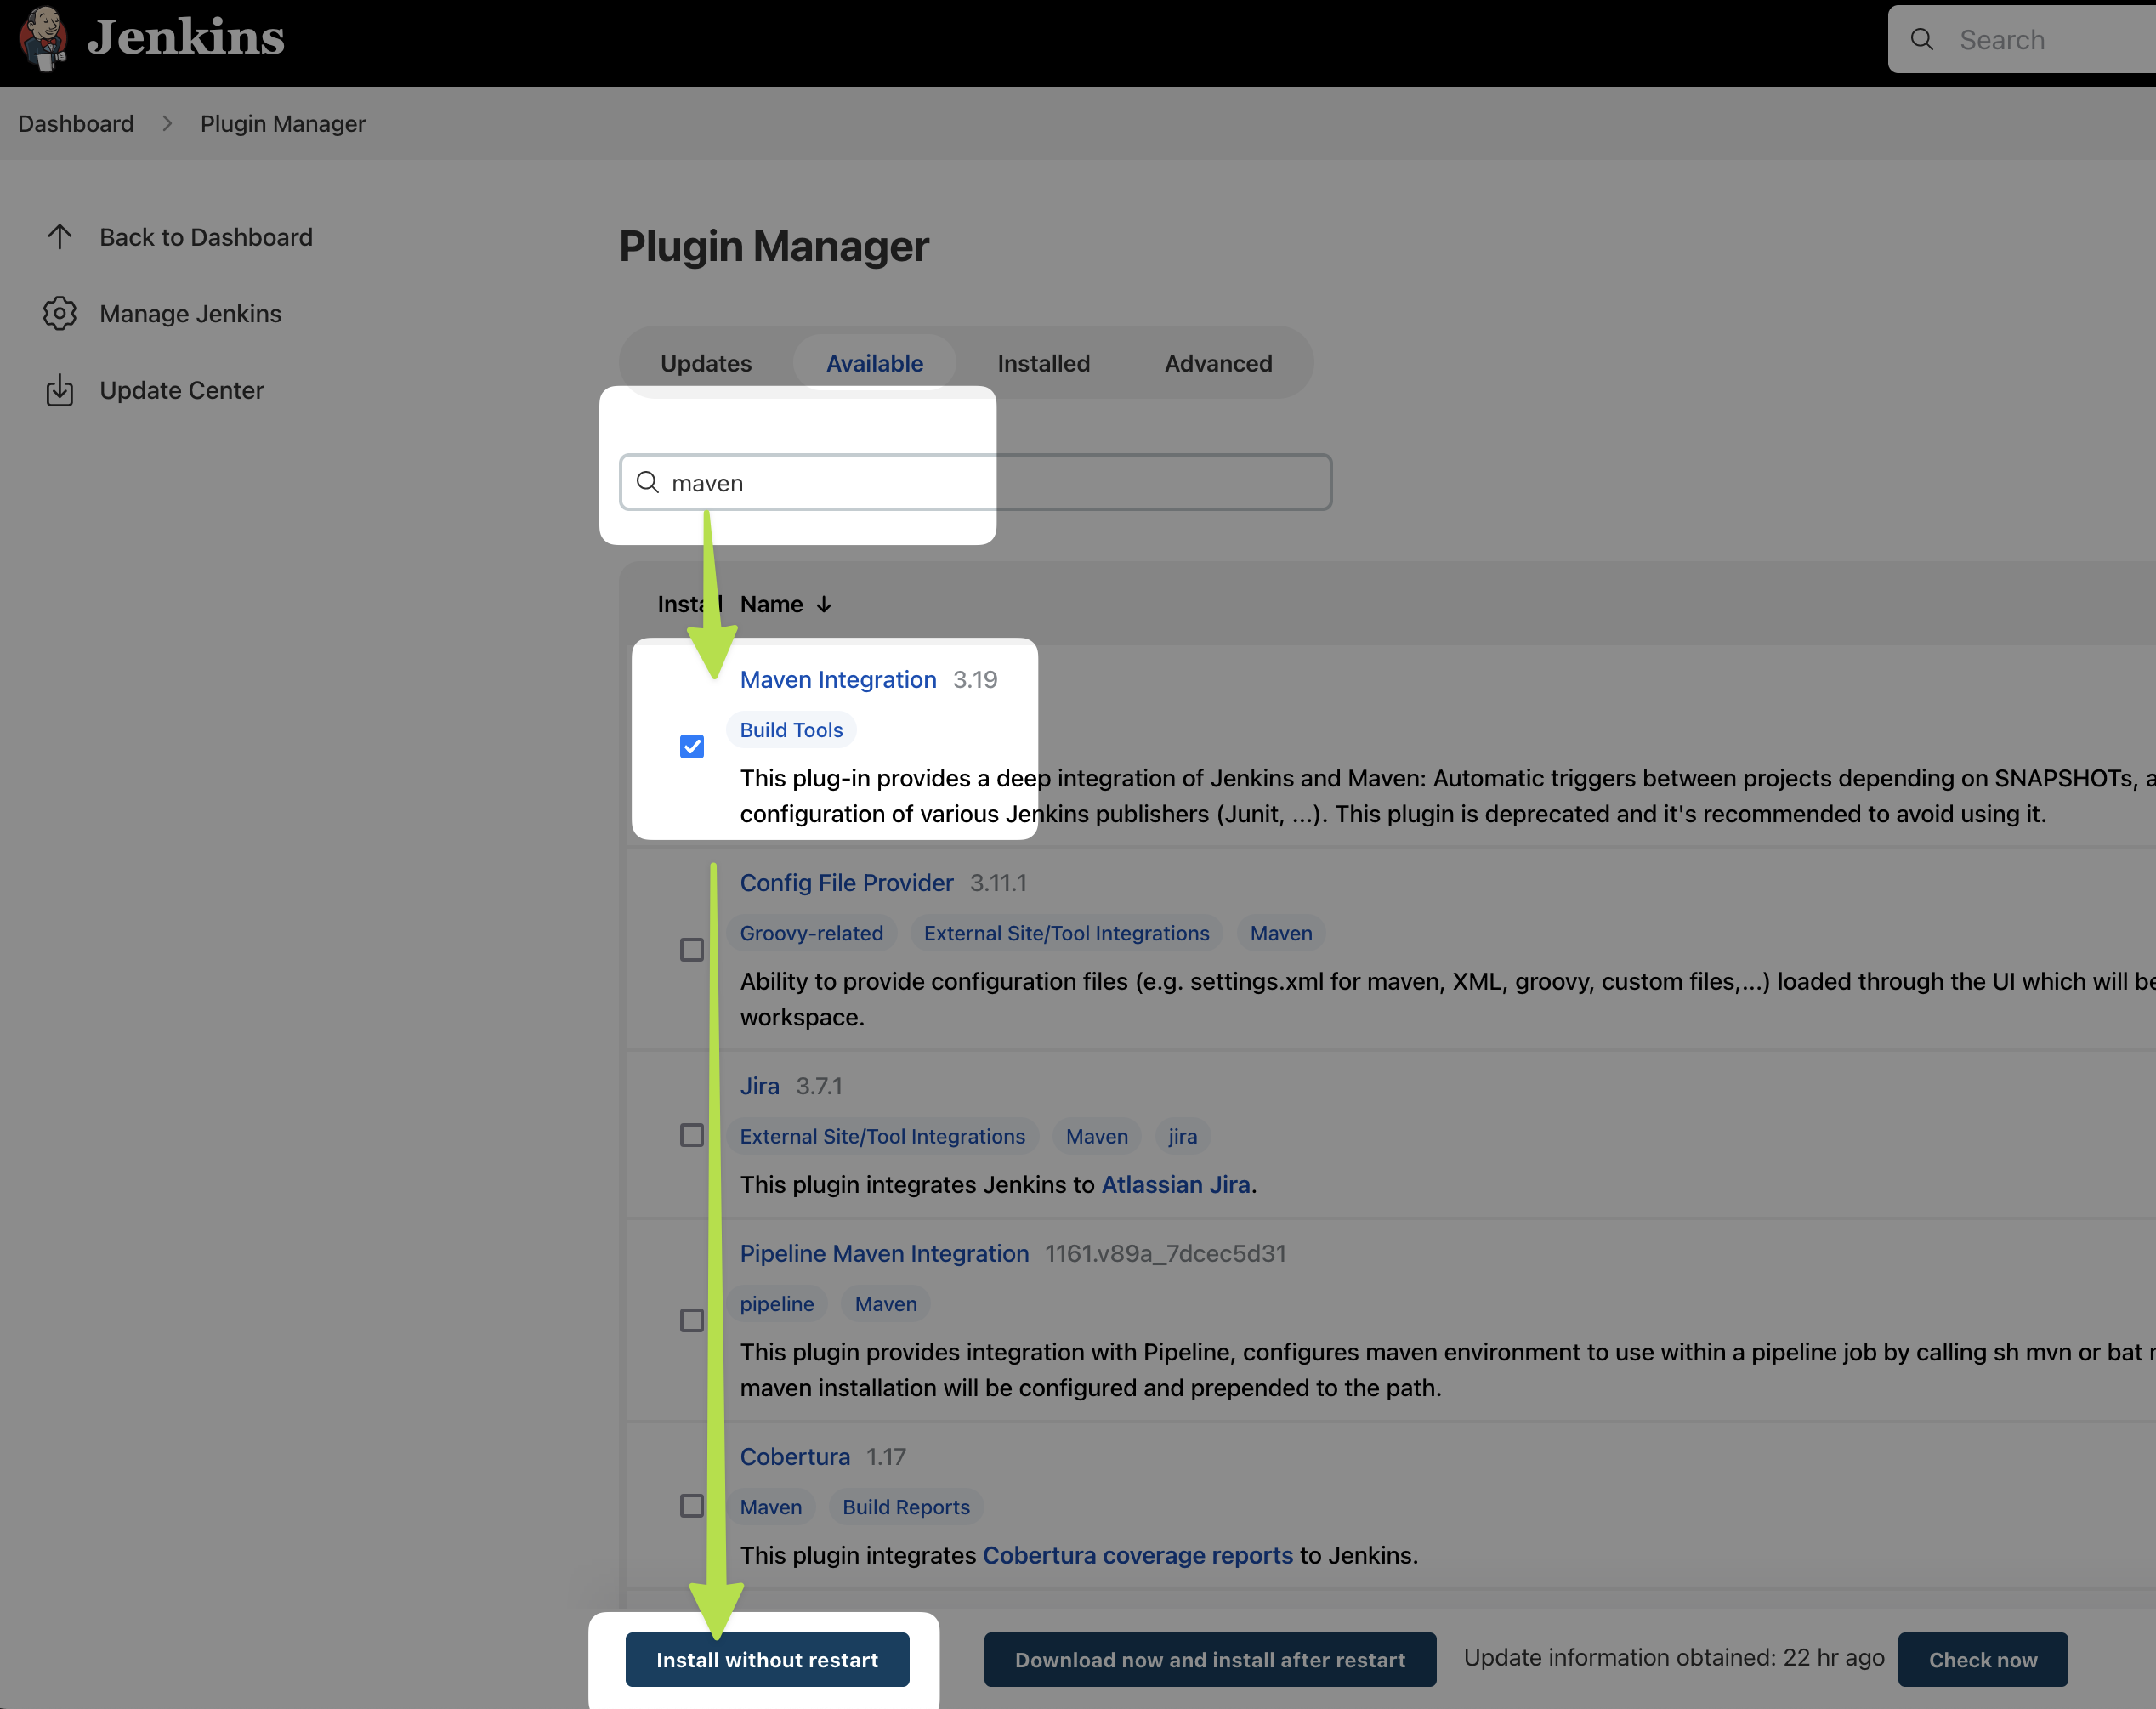 Jenkins
Search
Dashboard
Plugin Manager
Back to Dashboard
Manage Jenkins
Update Center
Plugin Manager
Updates
Available
Installed
Advanced
maven
Install Name
Maven Integration 3.19
Build Tools
This plug-in provides a deep integration of Jenkins and Maven: Automatic triggers between projects depending on SNAPSHOTs,
configuration of various Jenkins publishers (Junit, ...). This plugin is deprecated and it's recommended to avoid using it.
Config File Provider 3.11.1
Groovy-related External Site/Tool Integrations Maven
Ability to provide configuration files (e.g. settings.xml for maven, XML, groovy, custom files,...) loaded through the UI which will be
workspace.
Jira 3.7.1
External Site/Tool Integrations Maven jira
This plugin integrates Jenkins to Atlassian Jira.
Pipeline Maven Integration 1161.v89a_7dcec5d31
pipeline Maven
This plugin provides integration with Pipeline, configures maven environment to use within a pipeline job by calling sh mvn or bat
maven installation will be configured and prepended to the path.
Cobertura 1.17
Maven Build Reports
This plugin integrates Cobertura coverage reports to Jenkins.
Install without restart
Download now and install after restart
Update information obtained: 22 hr ago
Check now